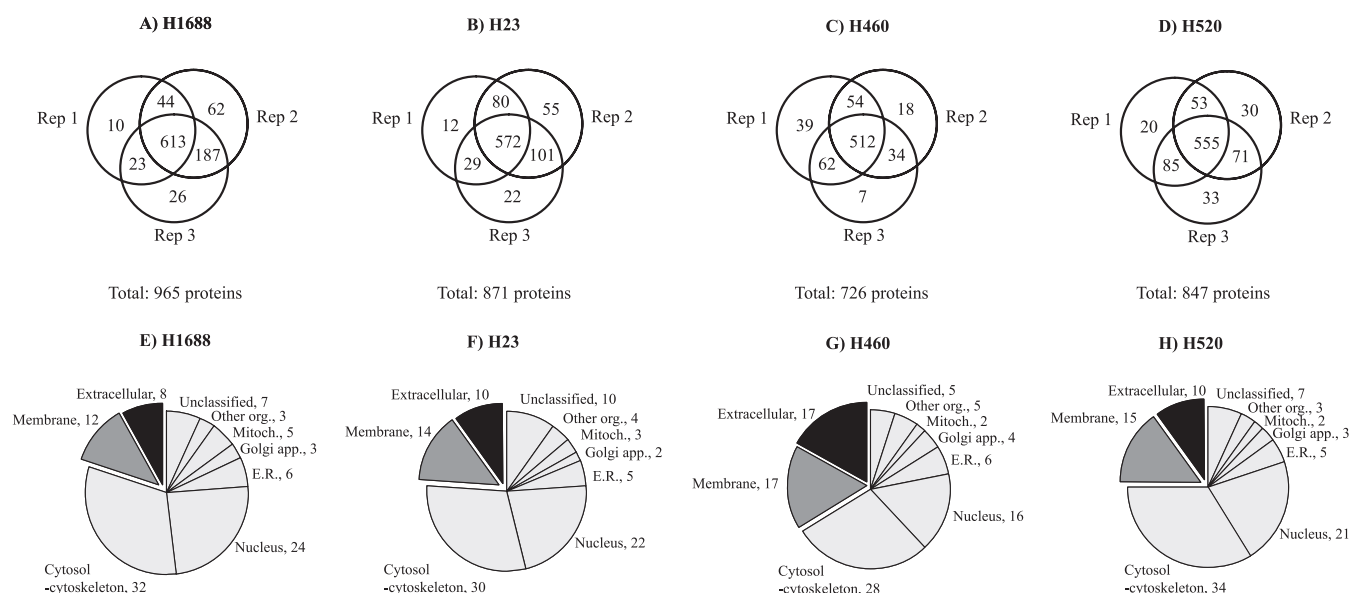 A) H1688
B) H23
C) H460
D) H520
Rep 1
10
44
62
Rep 2
613
23
187
26
Rep 3
Rep 1
12
80
55
Rep 2
572
29
101
22
Rep 3
Rep 1
39
54
18
Rep 2
512
62
34
7
Rep 3
Rep 1
20
53
30
Rep 2
555
85
71
33
Rep 3
Total: 965 proteins
Total: 871 proteins
Total: 726 proteins
Total: 847 proteins
E) H1688
Extracellular, 8
Unclassified, 7
Other org., 3
Membrane, 12
Mitoch., 5
Golgi app., 3
E.R., 6
Nucleus, 24
Cytosol
-cytoskeleton, 32
F) H23
Extracellular, 10
Unclassified, 10
Other org., 4
Membrane, 14
Mitoch., 3
Golgi app., 2
E.R., 5
Nucleus, 22
Cytosol
-cytoskeleton, 30
G) H460
Unclassified, 5
Other org., 5
Extracellular, 17
Mitoch., 2
Golgi app., 4
E.R., 6
Membrane, 17
Nucleus, 16
Cytosol
-cytoskeleton, 28
H) H520
Extracellular, 10
Unclassified, 7
Other org., 3
Membrane, 15
Mitoch., 2
Golgi app., 3
E.R., 5
Nucleus, 21
Cytosol
-cytoskeleton, 34